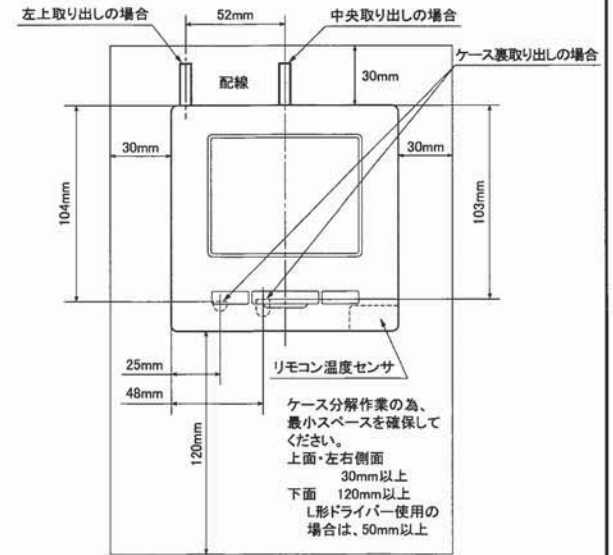 左上取り出しの場合
52mm
中央取り出しの場合
ケース裏取り出しの場合
配線
30mm
30mm
30mm
104mm
103mm
25mm
48mm
リモコン温度センサ
120mm
ケース分解作業の為、
最小スペースを確保して
ください。
上面・左右側面
30mm以上
下面 120mm以上
L形ドライバー使用の
場合は、50mm以上